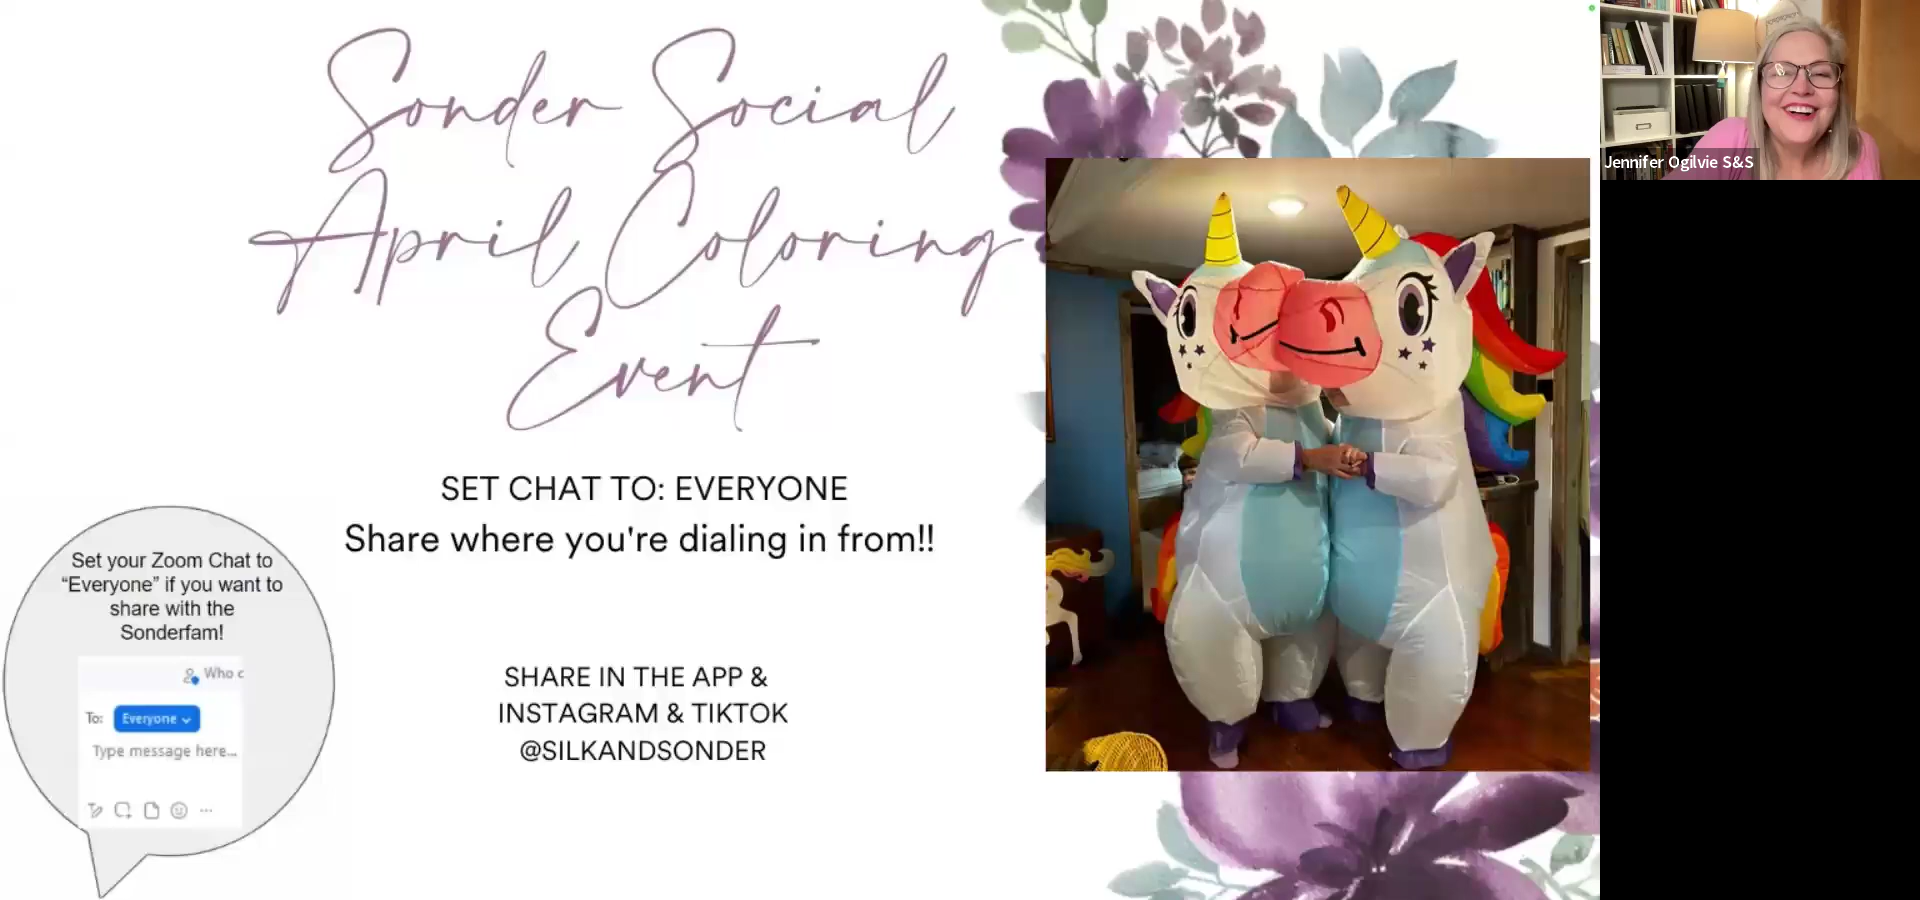 Sonder Social
April Coloring
Event
SET CHAT TO: EVERYONE
Share where you're dialing in from!!
SHARE IN THE APP &
INSTAGRAM & TIKTOK
@SILKANDSONDER
Set your Zoom Chat to
“Everyone” if you want to
share with the
Sonderfam!
Who c
To: Everyone
Type message here...
Jennifer Ogilvie S&S